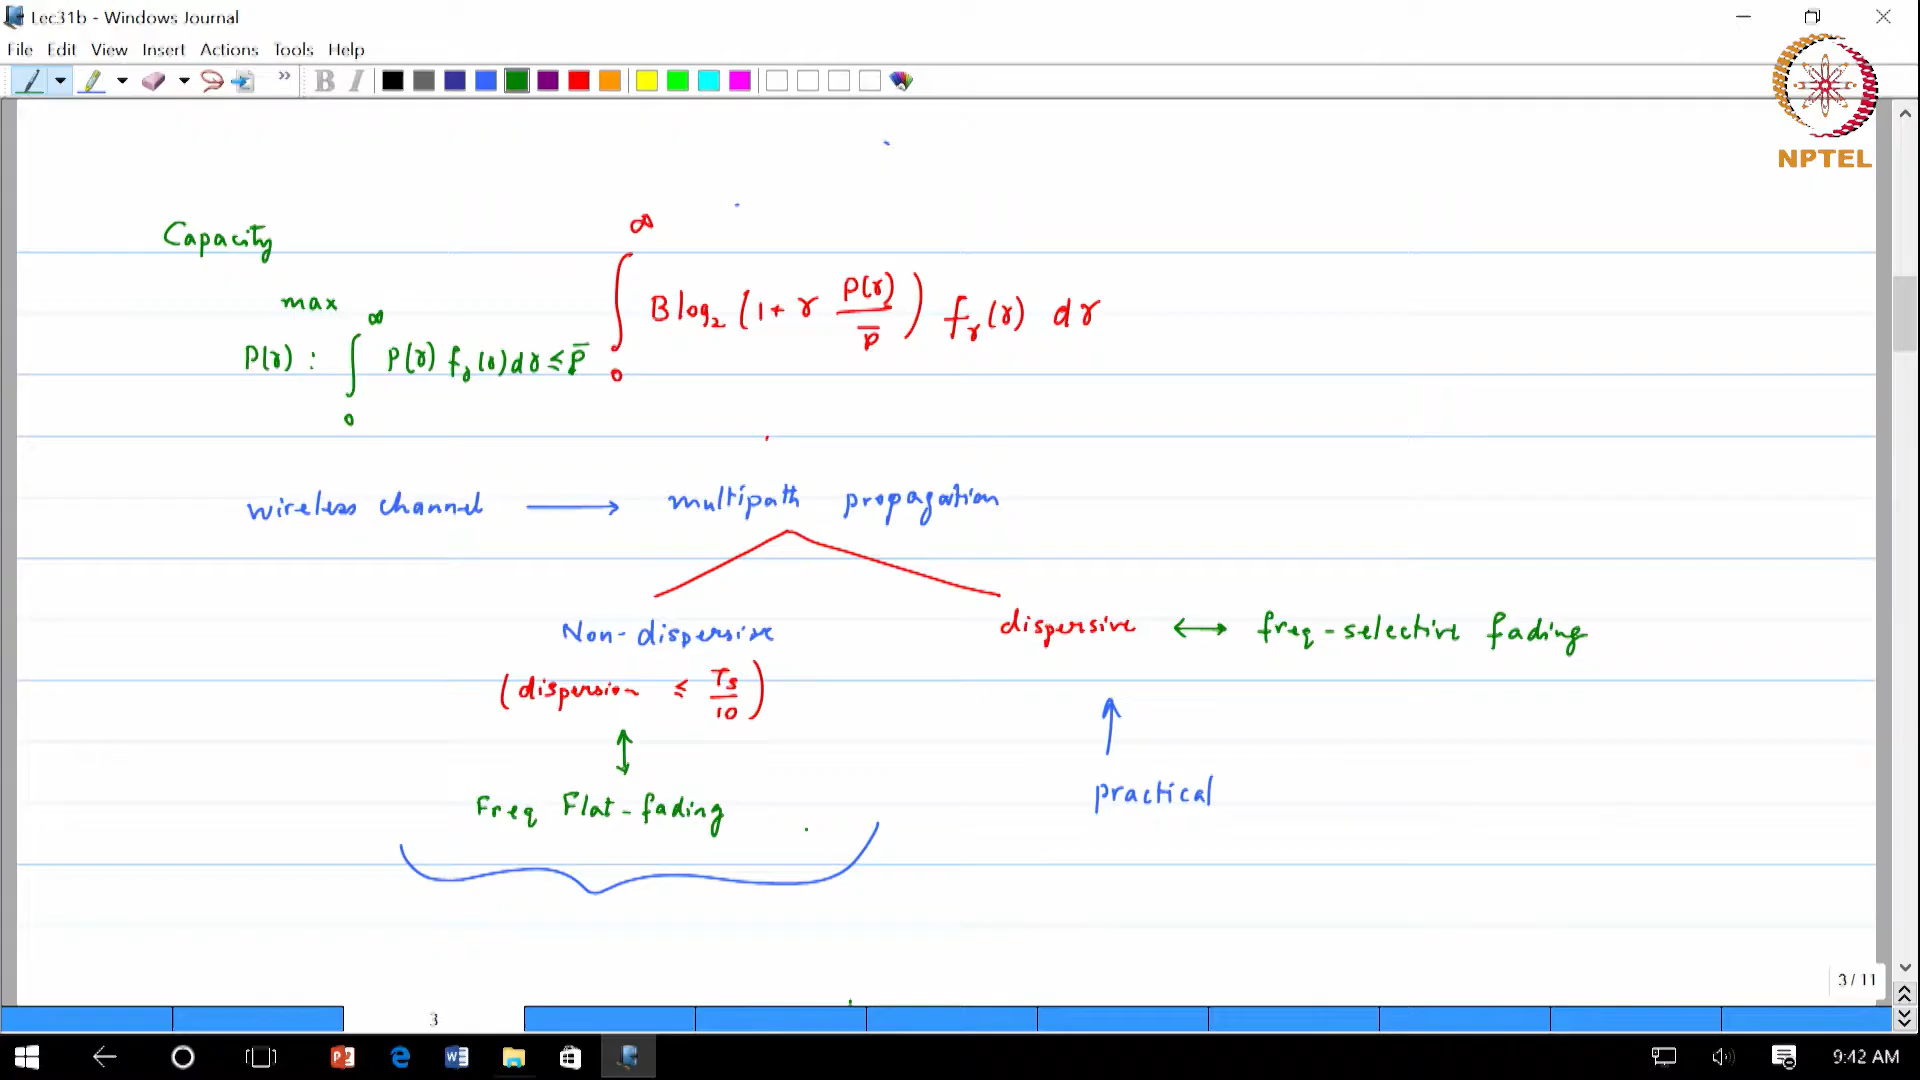 Lec31b - Windows Journal
File Edit View Insert Actions Tools Help
B I
NPTEL
Capacity
max P(γ) : ∫₀^∞ P(γ) f_γ(γ) dγ ≤ P̄ ∫₀^∞ B log₂ (1 + γ P(γ)/P̄) f_γ(γ) dγ
wireless channel → multipath propagation
Non-dispersive dispersive ↔ freq-selective fading
(dispersion ≤ Ts/10)
↕ ↑
Freq Flat-fading practical
3 / 11
3
9:42 AM